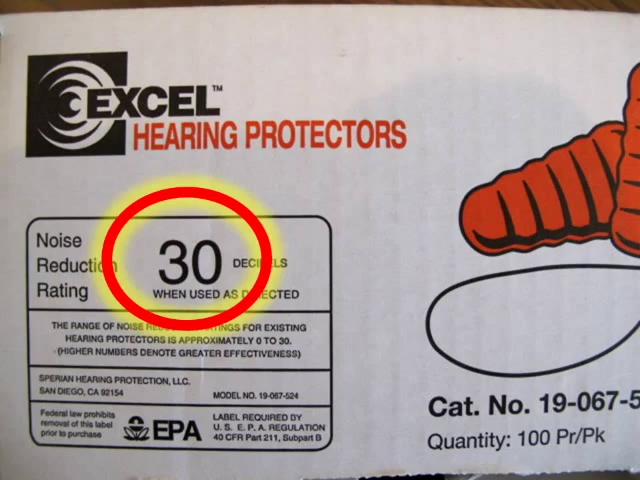 EXCEL™
HEARING PROTECTORS
Noise
Reduction
Rating
30 DECIBELS
WHEN USED AS DIRECTED
THE RANGE OF NOISE REDUCTION RATINGS FOR EXISTING
HEARING PROTECTORS IS APPROXIMATELY 0 TO 30.
(HIGHER NUMBERS DENOTE GREATER EFFECTIVENESS)
SPERIAN HEARING PROTECTION, LLC.
SAN DIEGO, CA 92154
MODEL NO. 19-067-524
Federal law prohibits
removal of this label
prior to purchase
EPA
LABEL REQUIRED BY
U. S. E. P. A. REGULATION
40 CFR Part 211, Subpart B
Cat. No. 19-067-5
Quantity: 100 Pr/Pk